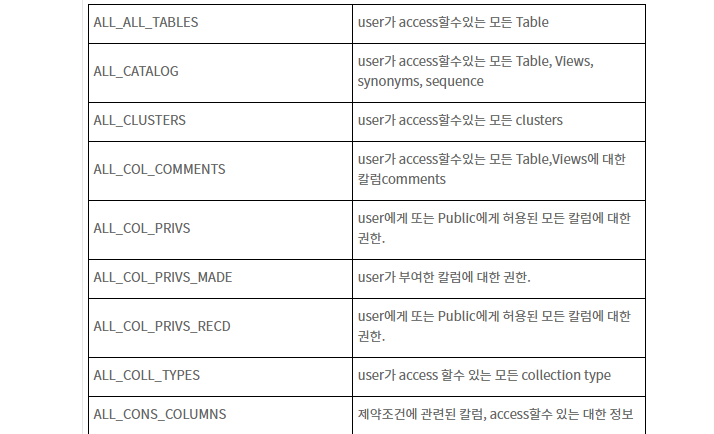 ALL_ALL_TABLES
user가 access할수있는 모든 Table
ALL_CATALOG
user가 access할수있는 모든 Table, Views,
synonyms, sequence
ALL_CLUSTERS
user가 access할수있는 모든 clusters
ALL_COL_COMMENTS
user가 access할수있는 모든 Table,Views에 대한
칼럼comments
ALL_COL_PRIVS
user에게 또는 Public에게 허용된 모든 칼럼에 대한
권한.
ALL_COL_PRIVS_MADE
user가 부여한 칼럼에 대한 권한.
ALL_COL_PRIVS_RECD
user에게 또는 Public에게 허용된 모든 칼럼에 대한
권한.
ALL_COLL_TYPES
user가 access 할수 있는 모든 collection type
ALL_CONS_COLUMNS
제약조건에 관련된 칼럼, access할수 있는 대한 정보